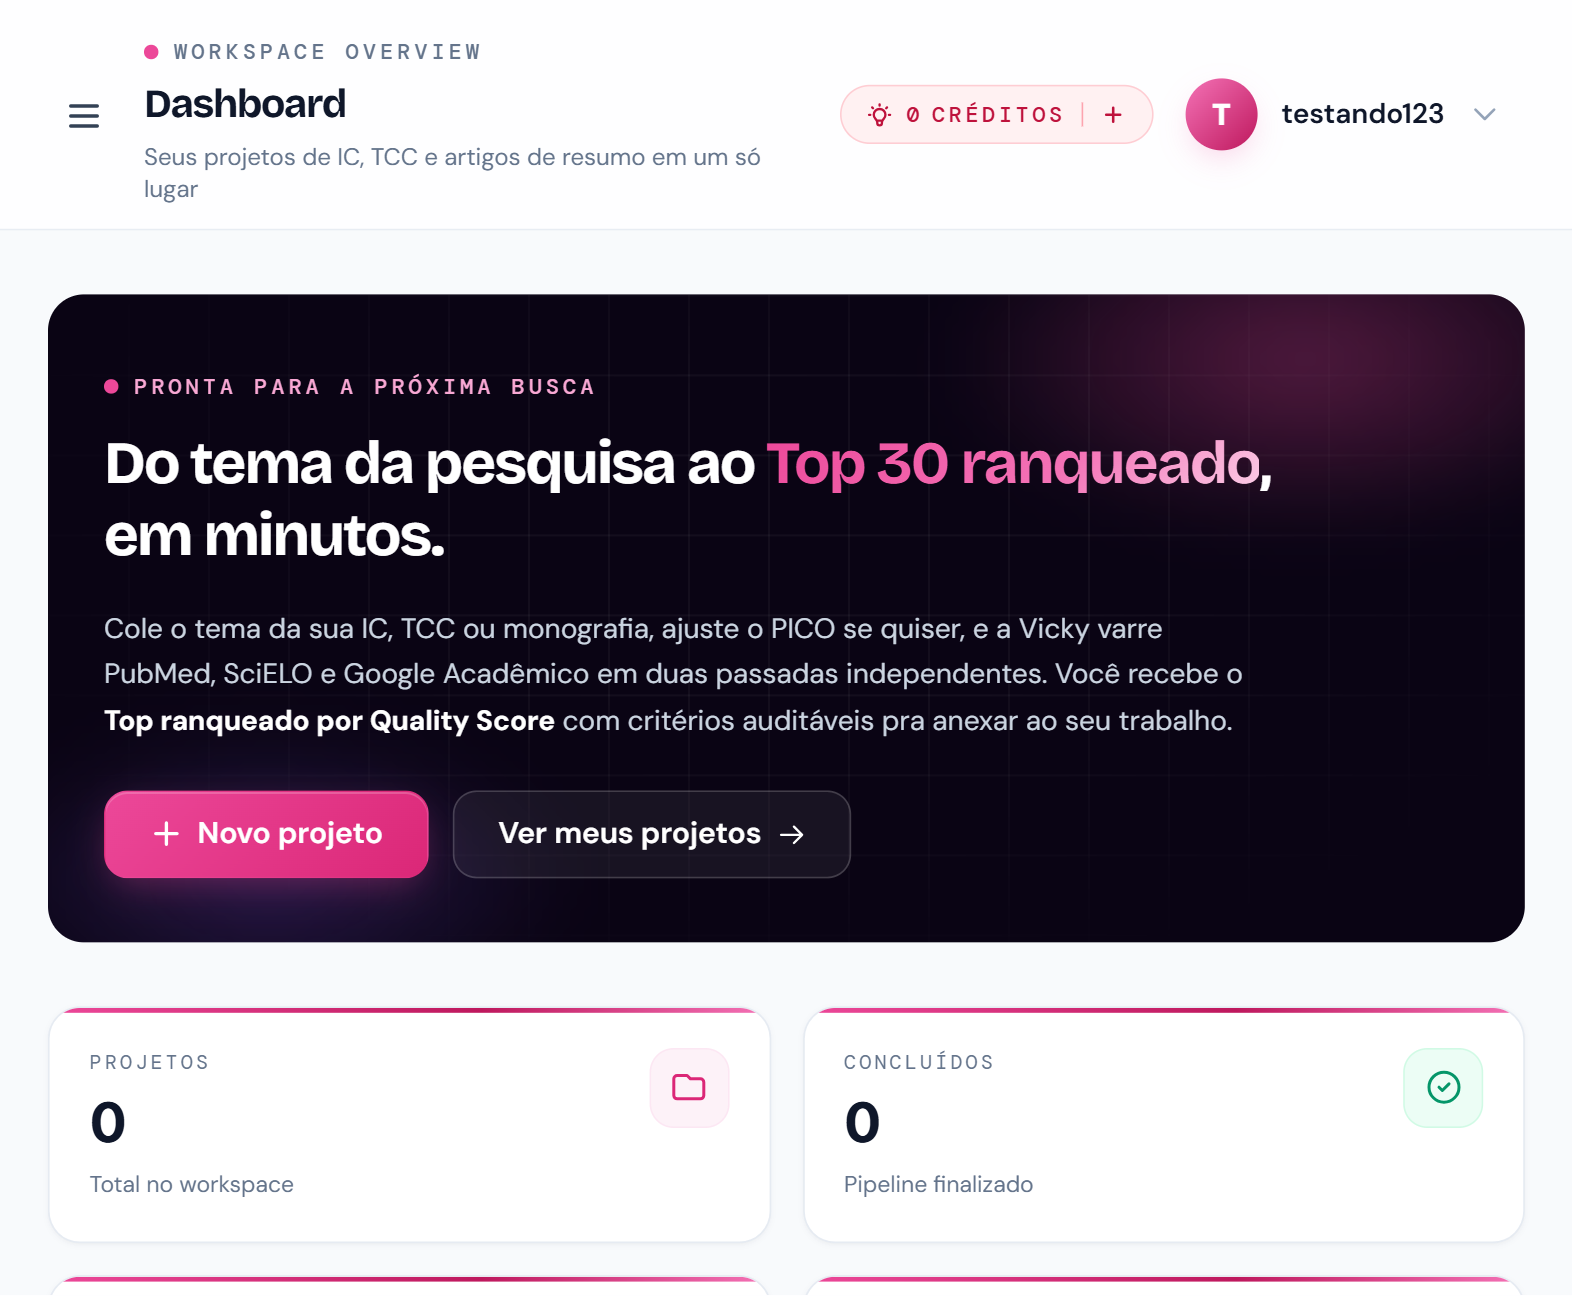 WORKSPACE OVERVIEW
Dashboard
Seus projetos de IC, TCC e artigos de resumo em um só
lugar
0 CRÉDITOS +
T
testando123
PRONTA PARA A PRÓXIMA BUSCA
Do tema da pesquisa ao Top 30 ranqueado,
em minutos.
Cole o tema da sua IC, TCC ou monografia, ajuste o PICO se quiser, e a Vicky varre
PubMed, SciELO e Google Acadêmico em duas passadas independentes. Você recebe o
Top ranqueado por Quality Score com critérios auditáveis pra anexar ao seu trabalho.
+ Novo projeto
Ver meus projetos →
PROJETOS
0
Total no workspace
CONCLUÍDOS
0
Pipeline finalizado